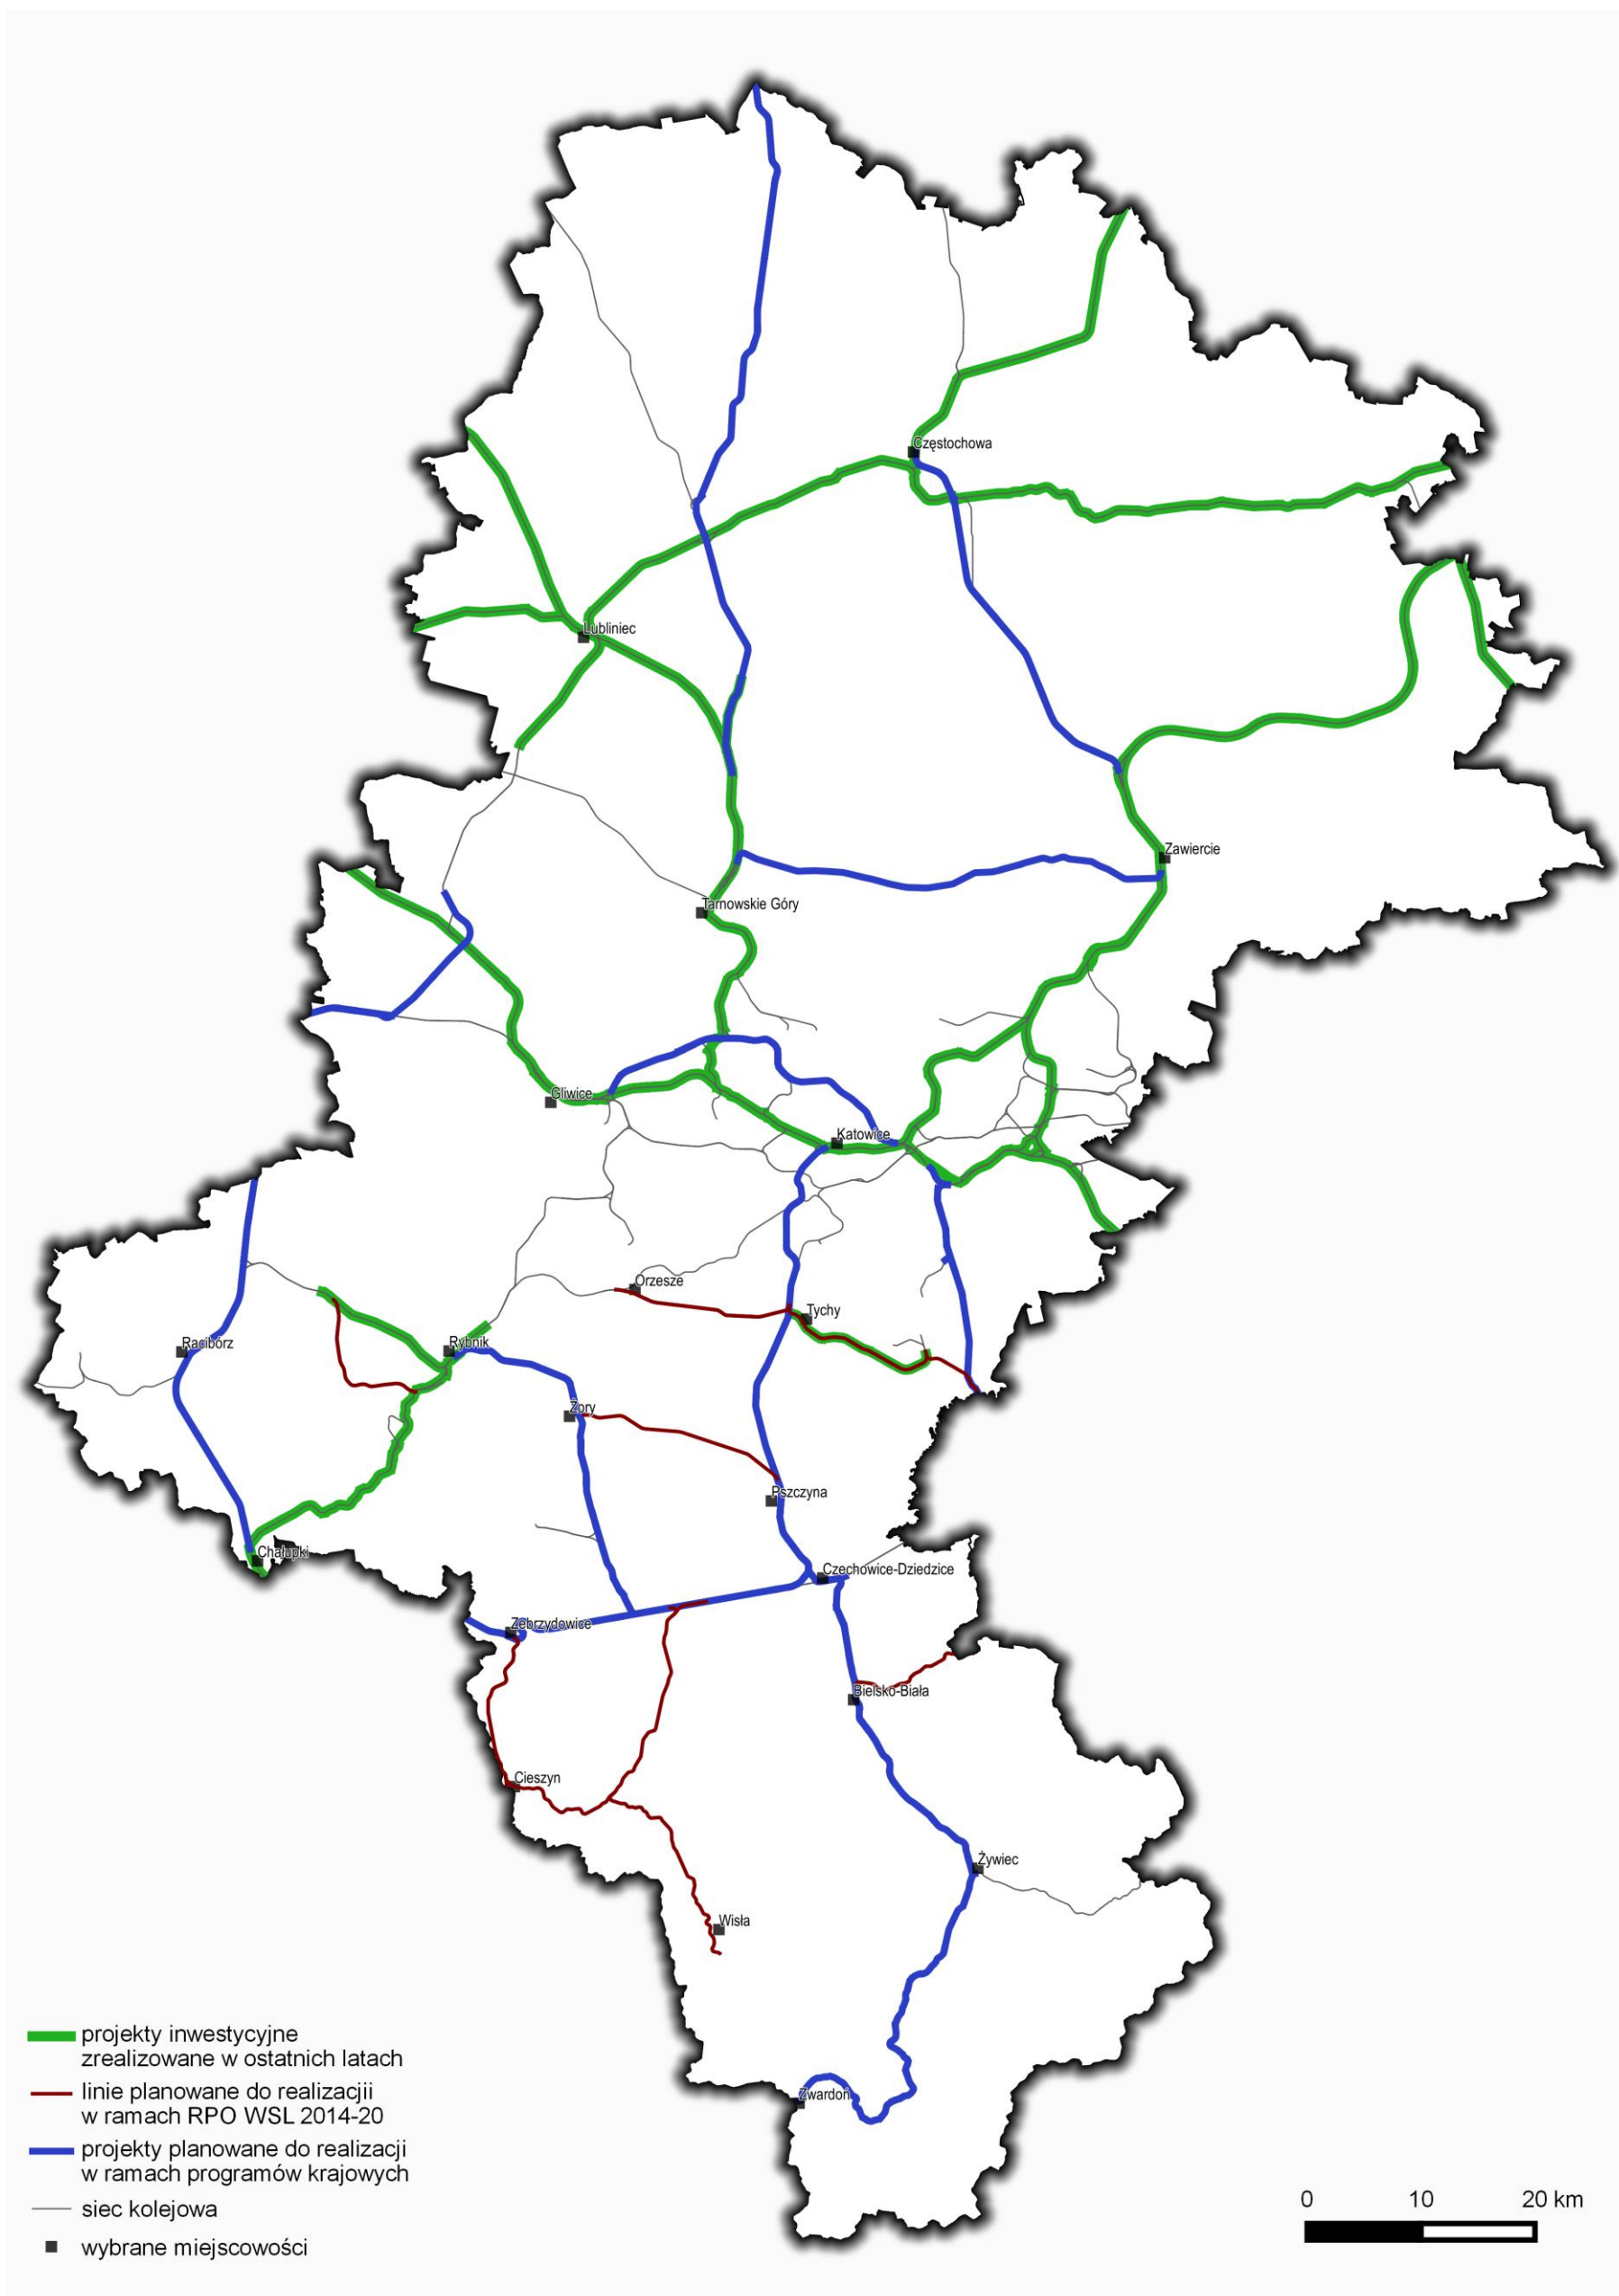 Częstochowa
Lubliniec
Zawiercie
Tarnowskie Góry
Gliwice
Katowice
Orzesze
Tychy
Racibórz
Rybnik
Żory
Pszczyna
Chałupki
Czechowice-Dziedzice
Zebrzydowice
Bielsko-Biała
Cieszyn
Żywiec
Wisła
Zwardoń
projekty inwestycyjne
zrealizowane w ostatnich latach
linie planowane do realizacjii
w ramach RPO WSL 2014-20
projekty planowane do realizacji
w ramach programów krajowych
siec kolejowa
wybrane miejscowości
0 10 20 km